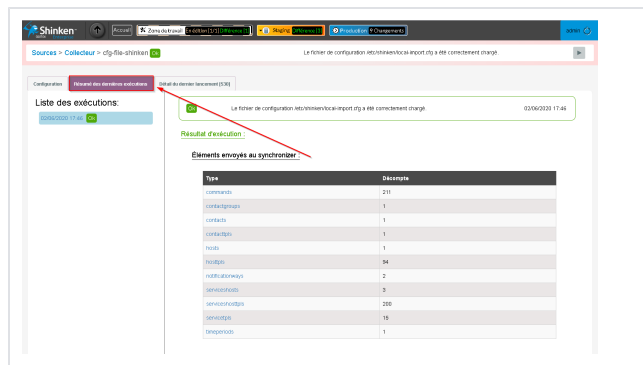 Shinken
Accueil
Zone de travail En édition [1/1] Différence [1]
Staging Différence [3]
Production 9 Chargements
admin
Sources > Collecteur > cfg-file-shinken OK
Le fichier de configuration /etc/shinken/local-import.cfg a été correctement chargé.
Configuration
Résumé des dernières exécutions
Détail du dernier lancement [530]
Liste des exécutions:
02/06/2020 17:46 OK
OK
Le fichier de configuration /etc/shinken/local-import.cfg a été correctement chargé.
02/06/2020 17:46
Résultat d'exécution :
Éléments envoyés au synchronizer :
Type Décompte
commands 211
contactgroups 1
contacts 1
contacttpls 1
hosts 1
hosttpls 94
notificationways 2
serviceshosts 3
serviceshosttpls 200
servicetpls 15
timeperiods 1